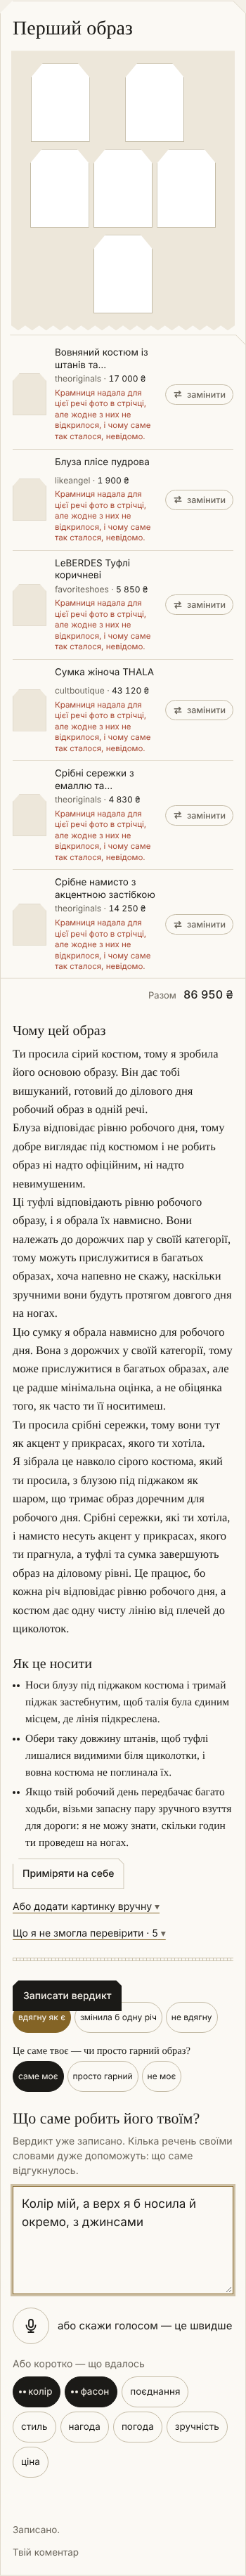 Перший образ
Вовняний костюм із
штанів та...
theoriginals · 17 000 ₴
Крамниця надала для
цієї речі фото в стрічці,
але жодне з них не
відкрилося, і чому саме
так сталося, невідомо.
⇄ замінити
Блуза плісе пудрова
likeangel · 1 900 ₴
Крамниця надала для
цієї речі фото в стрічці,
але жодне з них не
відкрилося, і чому саме
так сталося, невідомо.
⇄ замінити
LeBERDES Туфлі
коричневі
favoriteshoes · 5 850 ₴
Крамниця надала для
цієї речі фото в стрічці,
але жодне з них не
відкрилося, і чому саме
так сталося, невідомо.
⇄ замінити
Сумка жіноча THALA
cultboutique · 43 120 ₴
Крамниця надала для
цієї речі фото в стрічці,
але жодне з них не
відкрилося, і чому саме
так сталося, невідомо.
⇄ замінити
Срібні сережки з
емаллю та...
theoriginals · 4 830 ₴
Крамниця надала для
цієї речі фото в стрічці,
але жодне з них не
відкрилося, і чому саме
так сталося, невідомо.
⇄ замінити
Срібне намисто з
акцентною застібкою
theoriginals · 14 250 ₴
Крамниця надала для
цієї речі фото в стрічці,
але жодне з них не
відкрилося, і чому саме
так сталося, невідомо.
⇄ замінити
Разом 86 950 ₴
Чому цей образ
Ти просила сірий костюм, тому я зробила
його основою образу. Він дає тобі
вишуканий, готовий до ділового дня
робочий образ в одній речі.
Блуза відповідає рівню робочого дня, тому
добре виглядає під костюмом і не робить
образ ні надто офіційним, ні надто
невимушеним.
Ці туфлі відповідають рівню робочого
образу, і я обрала їх навмисно. Вони
належать до дорожчих пар у своїй категорії,
тому можуть прислужитися в багатьох
образах, хоча напевно не скажу, наскільки
зручними вони будуть протягом довгого дня
на ногах.
Цю сумку я обрала навмисно для робочого
дня. Вона з дорожчих у своїй категорії, тому
може прислужитися в багатьох образах, але
це радше мінімальна оцінка, а не обіцянка
того, як часто ти її носитимеш.
Ти просила срібні сережки, тому вони тут
як акцент у прикрасах, якого ти хотіла.
Я зібрала це навколо сірого костюма, який
ти просила, з блузою під піджаком як
шаром, що тримає образ доречним для
робочого дня. Срібні сережки, які ти хотіла,
і намисто несуть акцент у прикрасах, якого
ти прагнула, а туфлі та сумка завершують
образ на діловому рівні. Це працює, бо
кожна річ відповідає рівню робочого дня, а
костюм дає одну чисту лінію від плечей до
щиколоток.
Як це носити
•• Носи блузу під піджаком костюма і тримай
піджак застебнутим, щоб талія була єдиним
місцем, де лінія підкреслена.
•• Обери таку довжину штанів, щоб туфлі
лишалися видимими біля щиколотки, і
вовна костюма не поглинала їх.
•• Якщо твій робочий день передбачає багато
ходьби, візьми запасну пару зручного взуття
для дороги: я не можу знати, скільки годин
ти проведеш на ногах.
Приміряти на себе
Або додати картинку вручну ▾
Що я не змогла перевірити · 5 ▾
Записати вердикт
вдягну як є
змінила б одну річ
не вдягну
Це саме твоє — чи просто гарний образ?
саме моє
просто гарний
не моє
Що саме робить його твоїм?
Вердикт уже записано. Кілька речень своїми
словами дуже допоможуть: що саме
відгукнулось.
Колір мій, а верх я б носила й
окремо, з джинсами
або скажи голосом — це швидше
Або коротко — що вдалось
•• колір
•• фасон
поєднання
стиль
нагода
погода
зручність
ціна
Записано.
Твій коментар